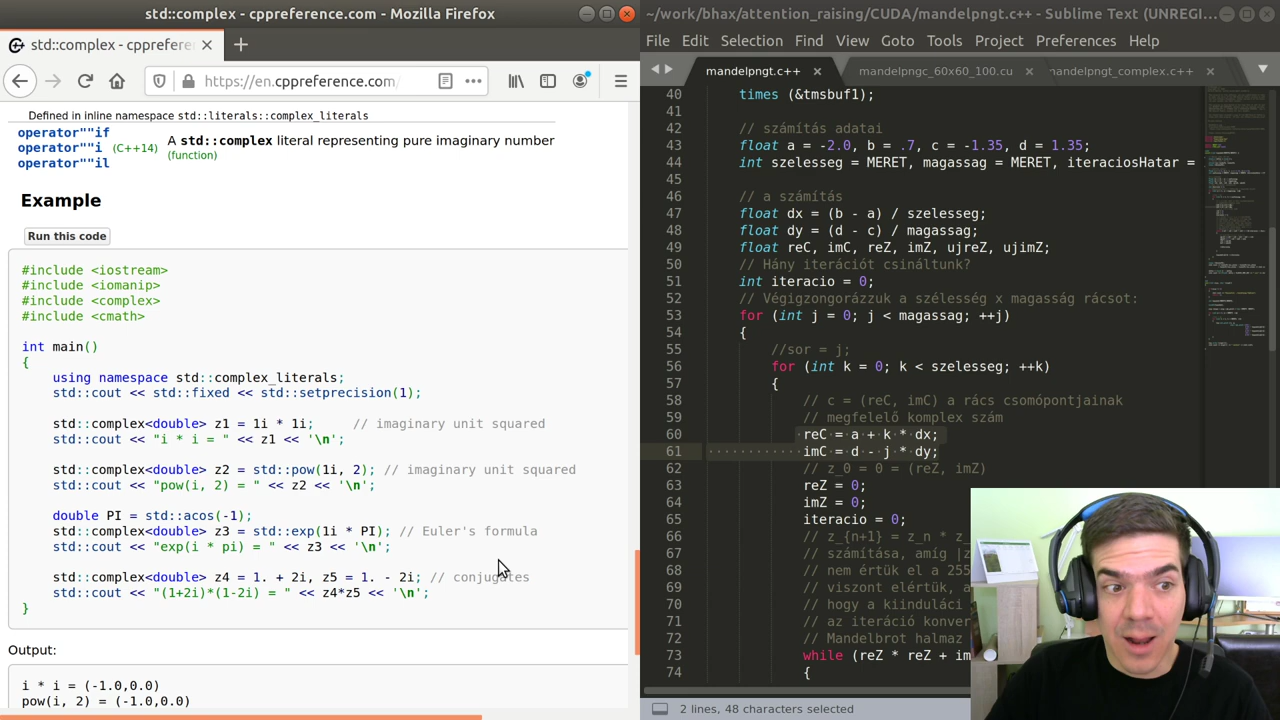 std::complex - cppreference.com - Mozilla Firefox
std::complex - cppreferen
https://en.cppreference.com/
Defined in inline namespace std::literals::complex_literals
operator""if
operator""i (C++14)
operator""il
A std::complex literal representing pure imaginary number
(function)
Example
Run this code
#include <iostream>
#include <iomanip>
#include <complex>
#include <cmath>
int main()
{
    using namespace std::complex_literals;
    std::cout << std::fixed << std::setprecision(1);
    std::complex<double> z1 = 1i * 1i;     // imaginary unit squared
    std::cout << "i * i = " << z1 << '\n';
    std::complex<double> z2 = std::pow(1i, 2); // imaginary unit squared
    std::cout << "pow(i, 2) = " << z2 << '\n';
    double PI = std::acos(-1);
    std::complex<double> z3 = std::exp(1i * PI); // Euler's formula
    std::cout << "exp(i * pi) = " << z3 << '\n';
    std::complex<double> z4 = 1. + 2i, z5 = 1. - 2i; // conjugates
    std::cout << "(1+2i)*(1-2i) = " << z4*z5 << '\n';
}
Output:
i * i = (-1.0,0.0)
pow(i, 2) = (-1.0,0.0)
~/work/bhax/attention_raising/CUDA/mandelpngt.c++ - Sublime Text (UNREGI...
File Edit Selection Find View Goto Tools Project Preferences Help
mandelpngt.c++
mandelpngc_60x60_100.cu
mandelpngt_complex.c++
40 times (&tmsbuf1);
41
42 // számítás adatai
43 float a = -2.0, b = .7, c = -1.35, d = 1.35;
44 int szelesseg = MERET, magassag = MERET, iteraciosHatar =
45
46 // a számítás
47 float dx = (b - a) / szelesseg;
48 float dy = (d - c) / magassag;
49 float reC, imC, reZ, imZ, ujreZ, ujimZ;
50 // Hány iterációt csináltunk?
51 int iteracio = 0;
52 // Végigzongorázzuk a szélesség x magasság rácsot:
53 for (int j = 0; j < magassag; ++j)
54 {
55     //sor = j;
56     for (int k = 0; k < szelesseg; ++k)
57     {
58         // c = (reC, imC) a rács csomópontjainak
59         // megfelelő komplex szám
60         reC = a + k * dx;
61         imC = d - j * dy;
62         // z_0 = 0 = (reZ, imZ)
63         reZ = 0;
64         imZ = 0;
65         iteracio = 0;
66         // z_{n+1} = z_n * z_
67         // számítása, amíg |z
68         // nem értük el a 255
69         // viszont elértük, a
70         // hogy a kiinduláci
71         // az iteráció konver
72         // Mandelbrot halmaz
73         while (reZ * reZ + im
74         {
2 lines, 48 characters selected